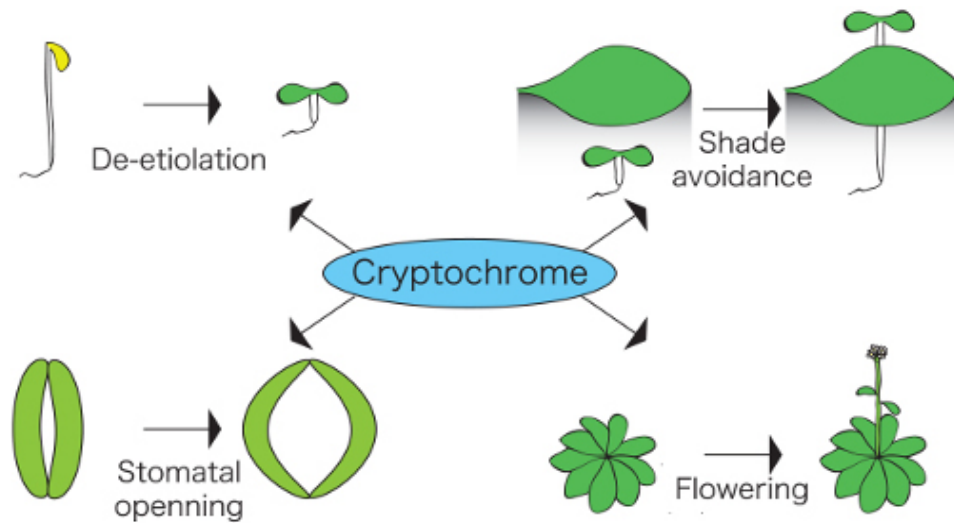 De-etiolation
Shade
avoidance
Cryptochrome
Stomatal
openning
Flowering